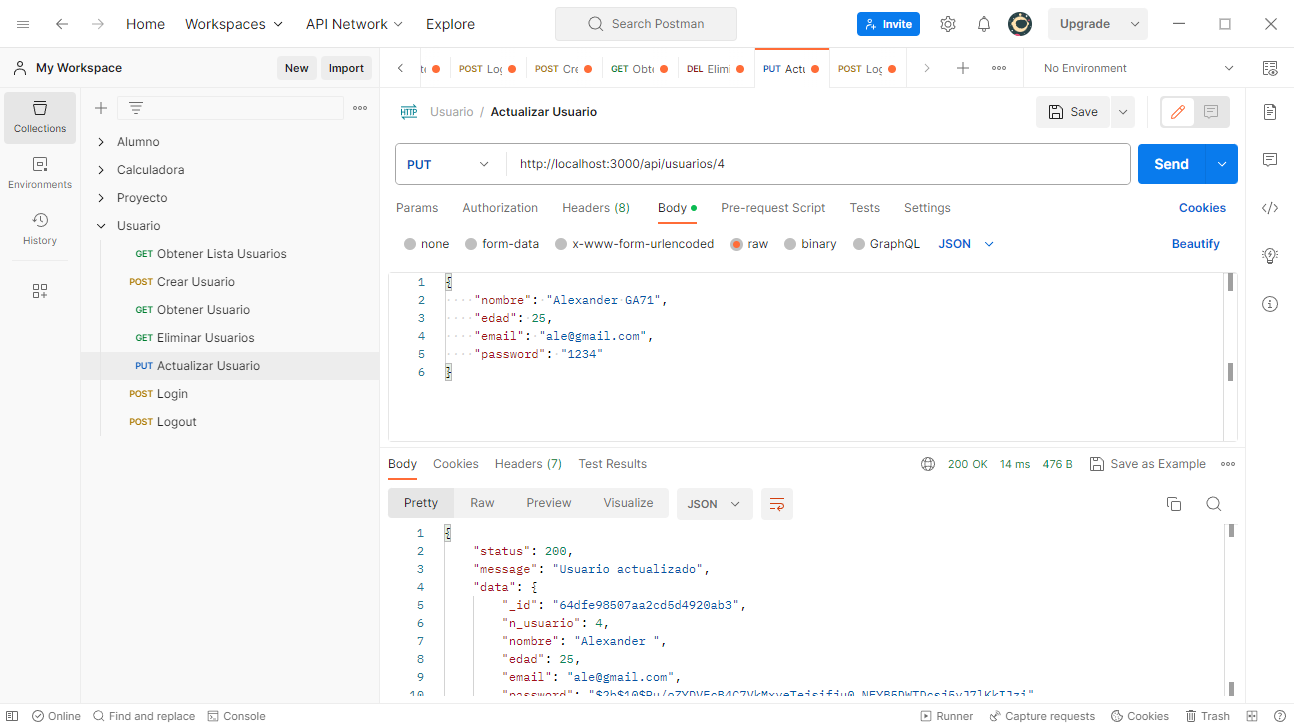 Home Workspaces API Network Explore Search Postman Invite Upgrade
My Workspace New Import POST Cre GET Obte DEL Elim PUT Actu POST Log No Environment
Collections
Environments
History
Alumno
Calculadora
Proyecto
Usuario
GET Obtener Lista Usuarios
POST Crear Usuario
GET Obtener Usuario
GET Eliminar Usuarios
PUT Actualizar Usuario
POST Login
POST Logout
HTTP Usuario / Actualizar Usuario Save
PUT http://localhost:3000/api/usuarios/4 Send
Params Authorization Headers (8) Body Pre-request Script Tests Settings Cookies
none form-data x-www-form-urlencoded raw binary GraphQL JSON Beautify
1 {
2 "nombre": "Alexander GA71",
3 "edad": 25,
4 "email": "ale@gmail.com",
5 "password": "1234"
6 }
Body Cookies Headers (7) Test Results 200 OK 14 ms 476 B Save as Example
Pretty Raw Preview Visualize JSON
1 {
2 "status": 200,
3 "message": "Usuario actualizado",
4 "data": {
5 "_id": "64dfe98507aa2cd5d4920ab3",
6 "n_usuario": 4,
7 "nombre": "Alexander ",
8 "edad": 25,
9 "email": "ale@gmail.com",
10 "password":
Online Find and replace Console Runner Capture requests Cookies Trash